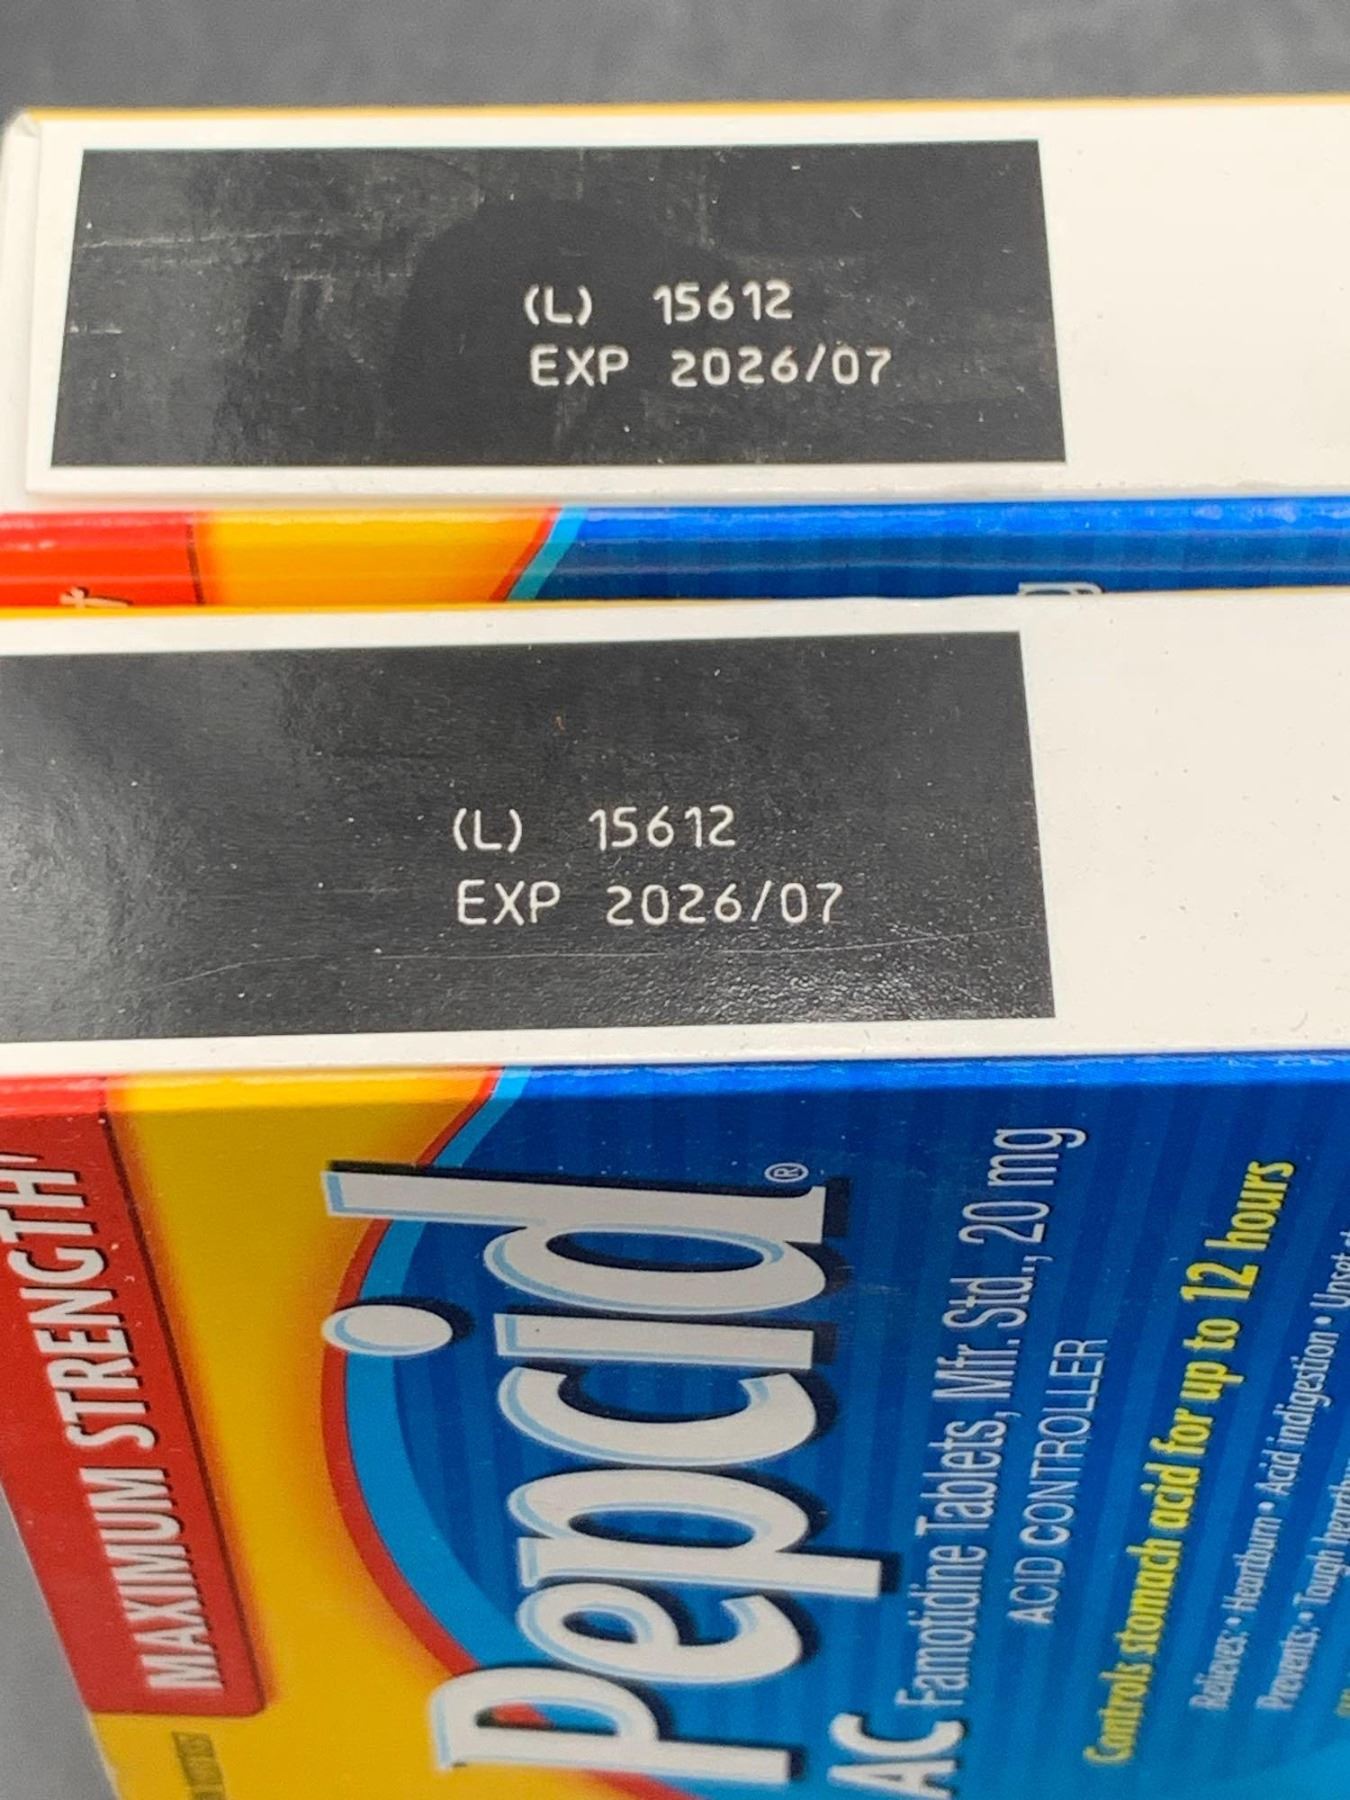 (L) 15612
EXP 2026/07
(L) 15612
EXP 2026/07
MAXIMUM STRENGTH
Pepcid®
AC Famotidine Tablets, Mfr. Std., 20 mg
ACID CONTROLLER
Controls stomach acid for up to 12 hours
Relieves: • Heartburn • Acid indigestion •
Prevents: • Tough